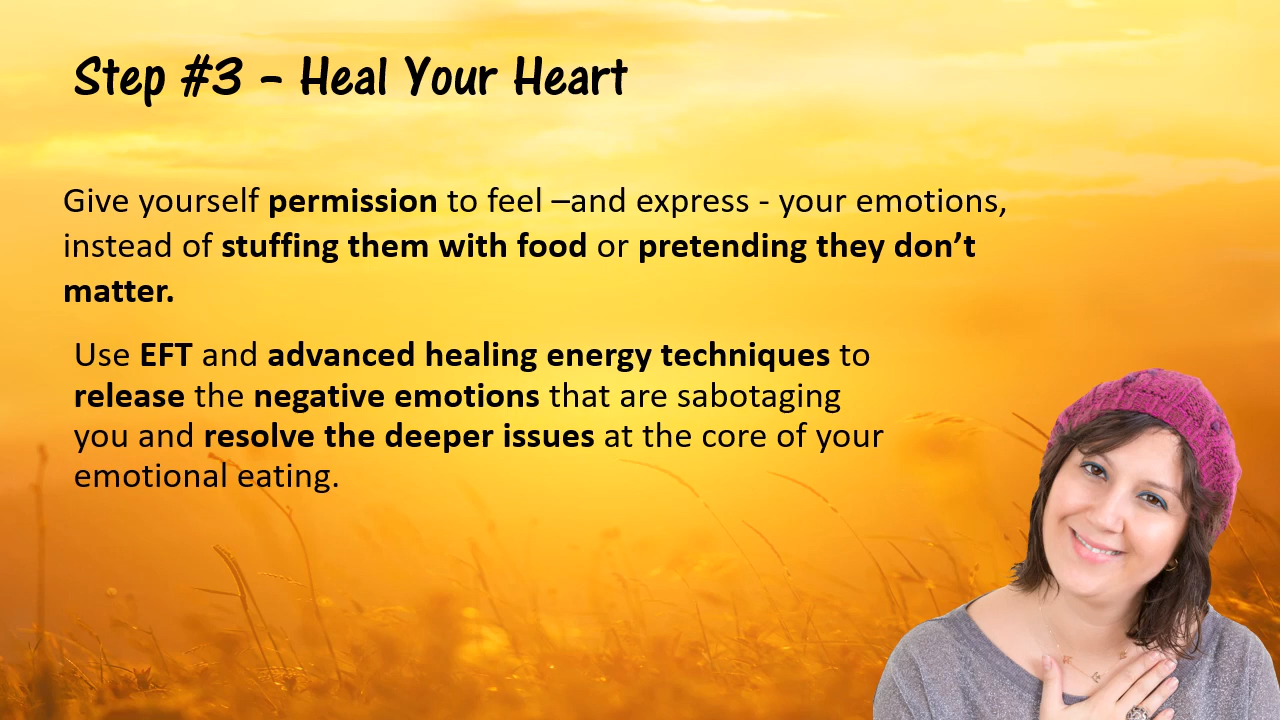 Step #3 – Heal Your Heart
Give yourself permission to feel –and express - your emotions,
instead of stuffing them with food or pretending they don’t
matter.
Use EFT and advanced healing energy techniques to
release the negative emotions that are sabotaging
you and resolve the deeper issues at the core of your
emotional eating.